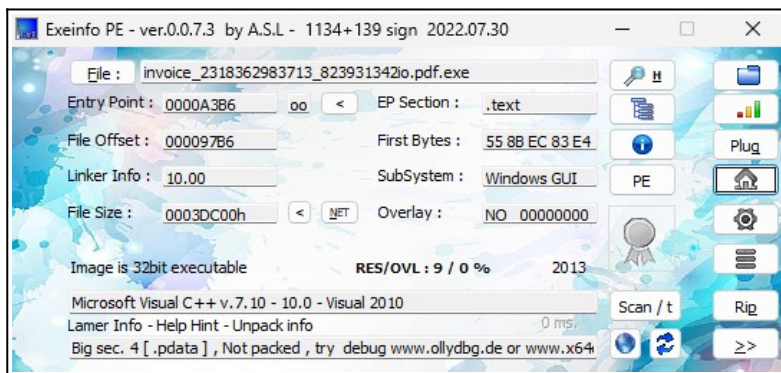 Exeinfo PE - ver.0.0.7.3 by A.S.L - 1134+139 sign 2022.07.30
File : invoice_2318362983713_823931342io.pdf.exe H
Entry Point : 0000A3B6 oo < EP Section : .text
File Offset : 000097B6 First Bytes : 55 8B EC 83 E4 Plug
Linker Info : 10.00 SubSystem : Windows GUI PE
File Size : 0003DC00h < NET Overlay : NO 00000000
Image is 32bit executable RES/OVL : 9 / 0 % 2013
Microsoft Visual C++ v.7.10 - 10.0 - Visual 2010 Scan / t Rip
Lamer Info - Help Hint - Unpack info 0 ms.
Big sec. 4 [ .pdata ] , Not packed , try debug www.ollydbg.de or www.x64 >>